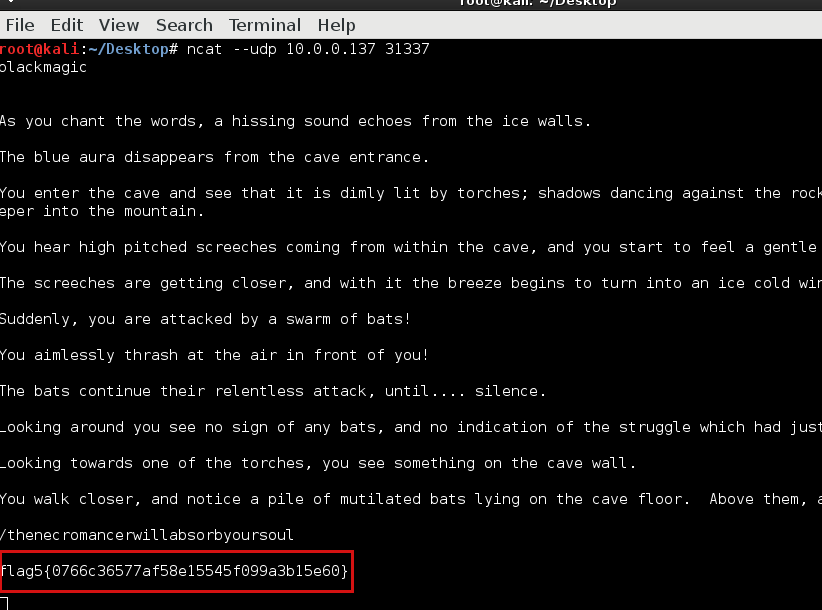 root@kali: ~/Desktop
File Edit View Search Terminal Help
root@kali:~/Desktop# ncat --udp 10.0.0.137 31337
blackmagic
As you chant the words, a hissing sound echoes from the ice walls.
The blue aura disappears from the cave entrance.
You enter the cave and see that it is dimly lit by torches; shadows dancing against the rock
eper into the mountain.
You hear high pitched screeches coming from within the cave, and you start to feel a gentle
The screeches are getting closer, and with it the breeze begins to turn into an ice cold win
Suddenly, you are attacked by a swarm of bats!
You aimlessly thrash at the air in front of you!
The bats continue their relentless attack, until.... silence.
Looking around you see no sign of any bats, and no indication of the struggle which had just
Looking towards one of the torches, you see something on the cave wall.
You walk closer, and notice a pile of mutilated bats lying on the cave floor.  Above them, a
/thenecromancerwillabsorbyoursoul
flag5{0766c36577af58e15545f099a3b15e60}